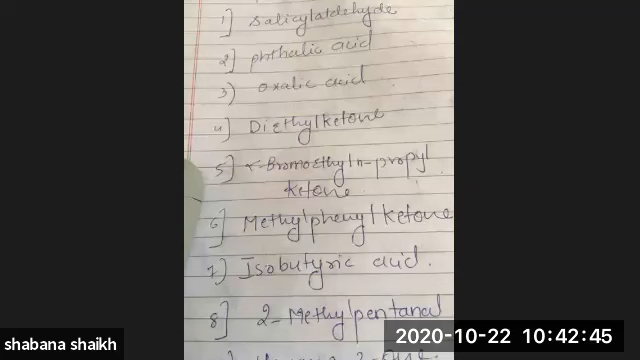 1] Salicylaldehyde
2] phthalic acid
3) oxalic acid
4] Diethylketone
5] α-Bromoethyl n-propyl
ketone
6] Methylphenylketone
7) Isobutyric acid.
8] 2-Methylpentanal
shabana shaikh
2020-10-22 10:42:45